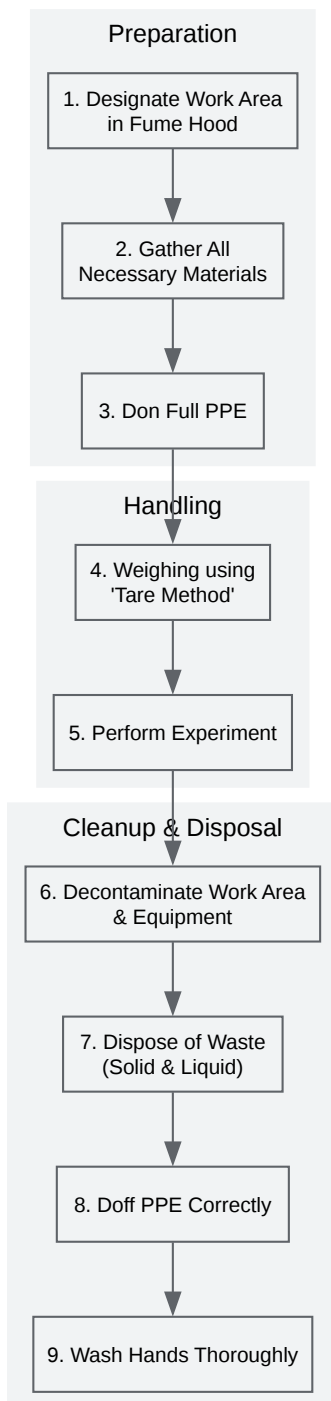 Preparation
1. Designate Work Area
in Fume Hood
2. Gather All
Necessary Materials
3. Don Full PPE
Handling
4. Weighing using
'Tare Method'
5. Perform Experiment
Cleanup & Disposal
6. Decontaminate Work Area
& Equipment
7. Dispose of Waste
(Solid & Liquid)
8. Doff PPE Correctly
9. Wash Hands Thoroughly